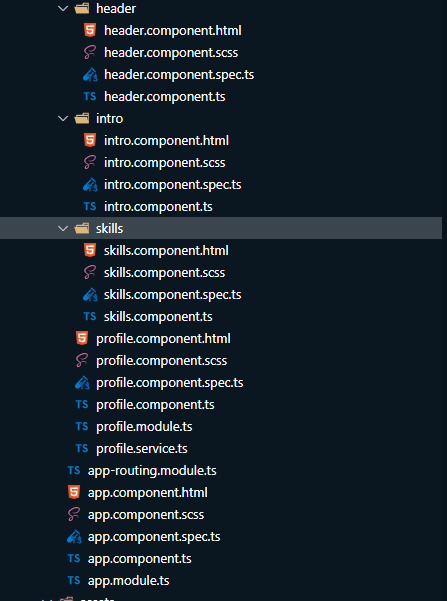 header
header.component.html
header.component.scss
header.component.spec.ts
TS header.component.ts
intro
intro.component.html
intro.component.scss
intro.component.spec.ts
TS intro.component.ts
skills
skills.component.html
skills.component.scss
skills.component.spec.ts
TS skills.component.ts
profile.component.html
profile.component.scss
profile.component.spec.ts
TS profile.component.ts
TS profile.module.ts
TS profile.service.ts
TS app-routing.module.ts
app.component.html
app.component.scss
app.component.spec.ts
TS app.component.ts
TS app.module.ts